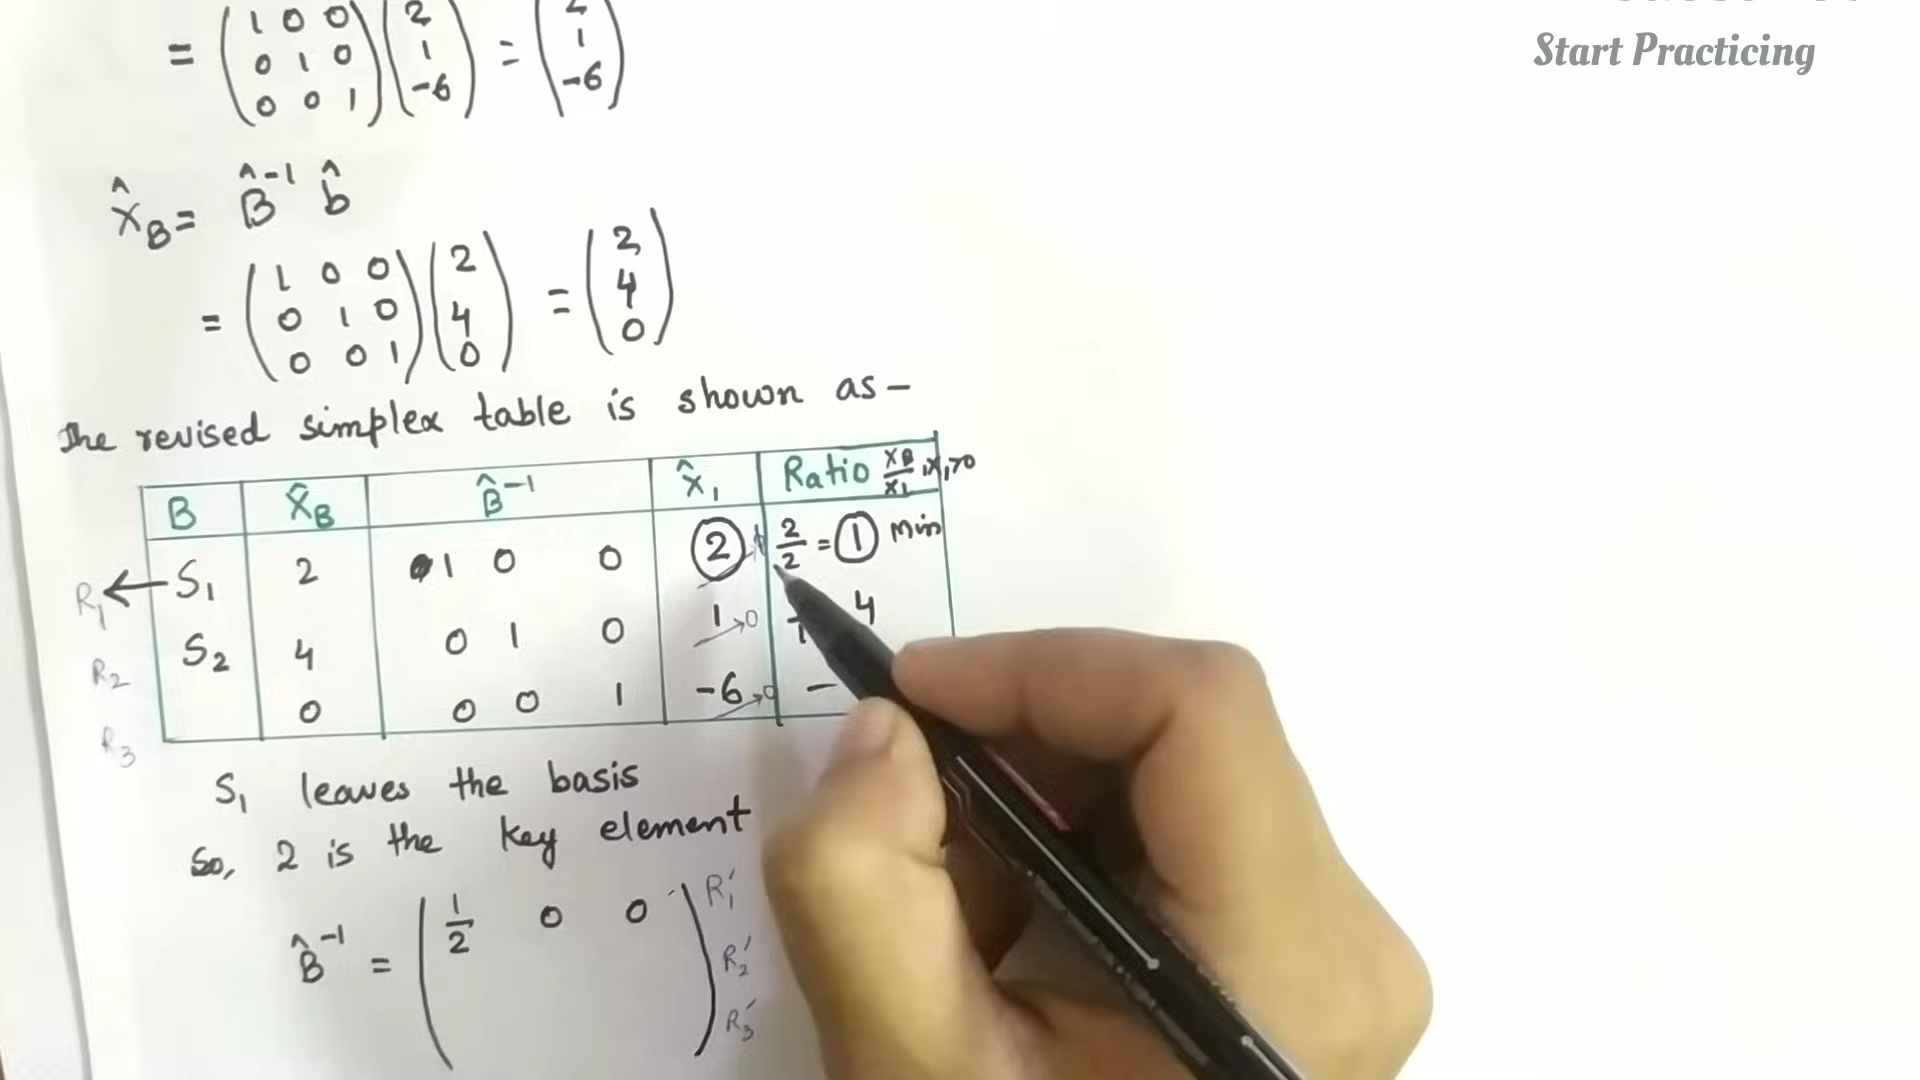 Start Practicing
= (1 0 0) (2) = (2)
(0 1 0) (1) (1)
(0 0 1) (-6) (-6)
X̂B = B̂⁻¹ b̂
= (1 0 0) (2) = (2)
(0 1 0) (4) (4)
(0 0 1) (0) (0)
The revised simplex table is shown as -
B X̂B B̂⁻¹ X̂₁ Ratio XB/X₁, X₁>0
R₁ ← S₁ 2 1 0 0 2 →1 2/2 = 1 Min
R₂ S₂ 4 0 1 0 1 →0 4
R₃ 0 0 0 1 -6 →0 -
S₁ leaves the basis
So, 2 is the key element
B̂⁻¹ = (1/2 0 0) R₁′
R₂′
R₃′